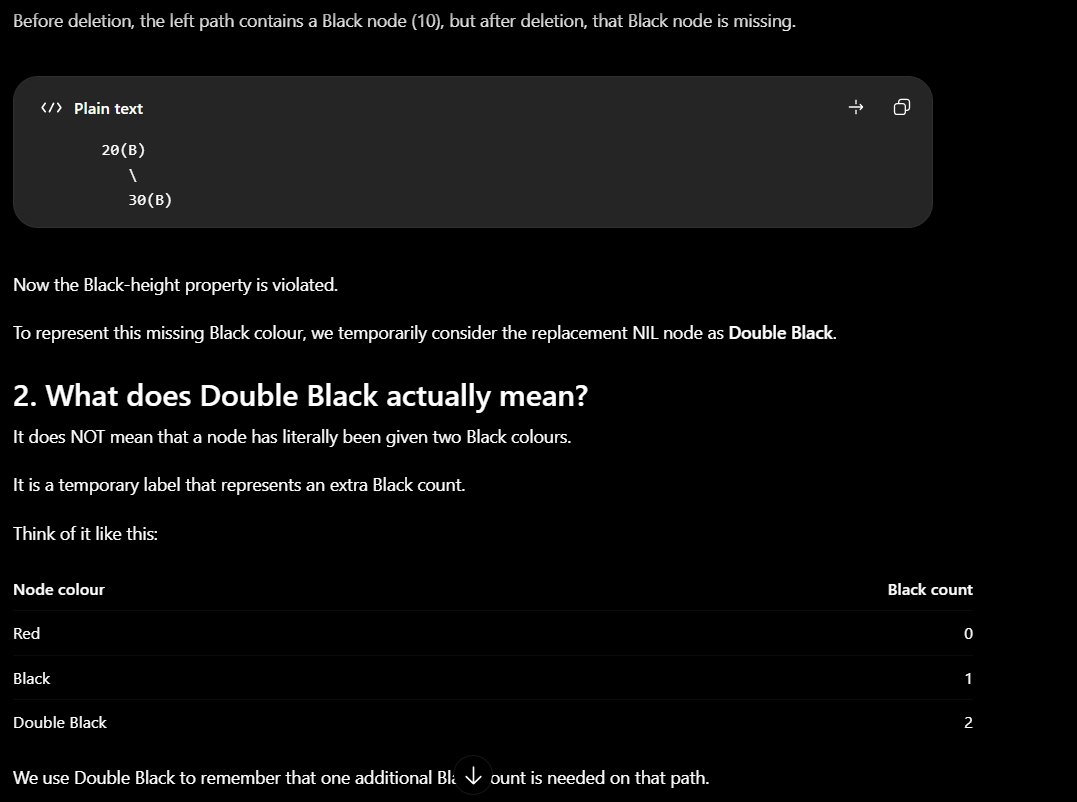 Before deletion, the left path contains a Black node (10), but after deletion, that Black node is missing.
</> Plain text
20(B)
\
30(B)
Now the Black-height property is violated.
To represent this missing Black colour, we temporarily consider the replacement NIL node as Double Black.
2. What does Double Black actually mean?
It does NOT mean that a node has literally been given two Black colours.
It is a temporary label that represents an extra Black count.
Think of it like this:
Node colour Black count
Red 0
Black 1
Double Black 2
We use Double Black to remember that one additional is needed on that path.